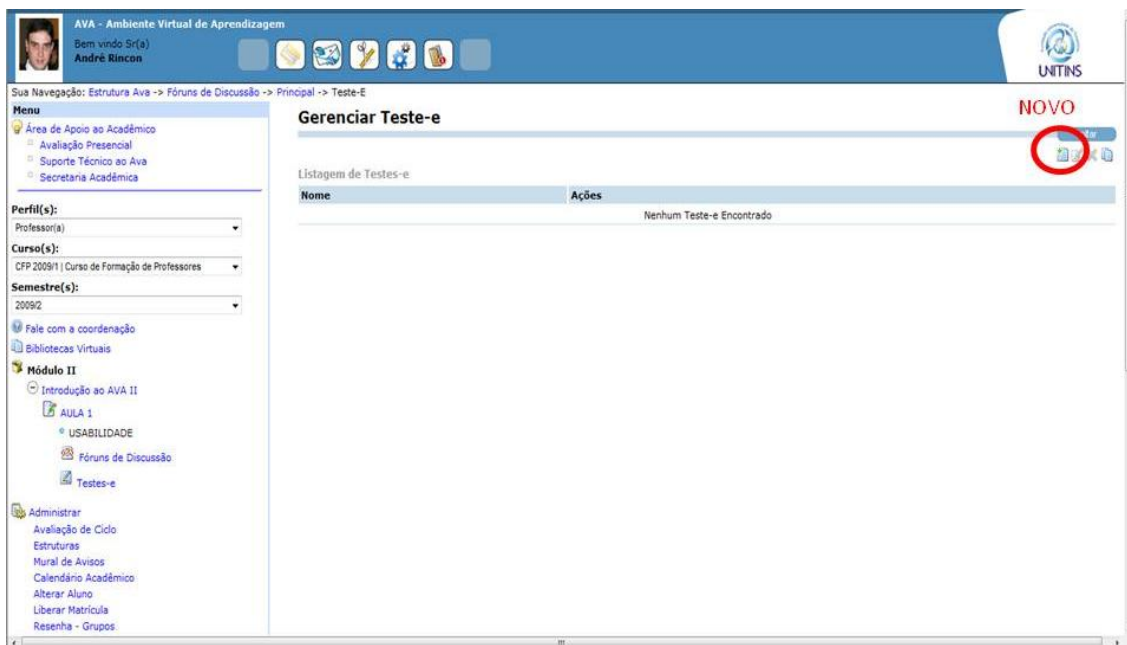 AVA - Ambiente Virtual de Aprendizagem
Bem vindo Sr(a)
André Rincon
UNITINS
Sua Navegação: Estrutura Ava -> Fóruns de Discussão -> Principal -> Teste-E
Menu
Área de Apoio ao Acadêmico
Avaliação Presencial
Suporte Técnico ao Ava
Secretaria Acadêmica
Perfil(s):
Professor(a)
Curso(s):
CFP 2009/1 | Curso de Formação de Professores
Semestre(s):
2009/2
Fale com a coordenação
Bibliotecas Virtuais
Módulo II
Introdução ao AVA II
AULA 1
USABILIDADE
Fóruns de Discussão
Testes-e
Administrar
Avaliação de Ciclo
Estruturas
Mural de Avisos
Calendário Acadêmico
Alterar Aluno
Liberar Matrícula
Resenha - Grupos
Gerenciar Teste-e
NOVO
Listagem de Testes-e
Nome Ações
Nenhum Teste-e Encontrado